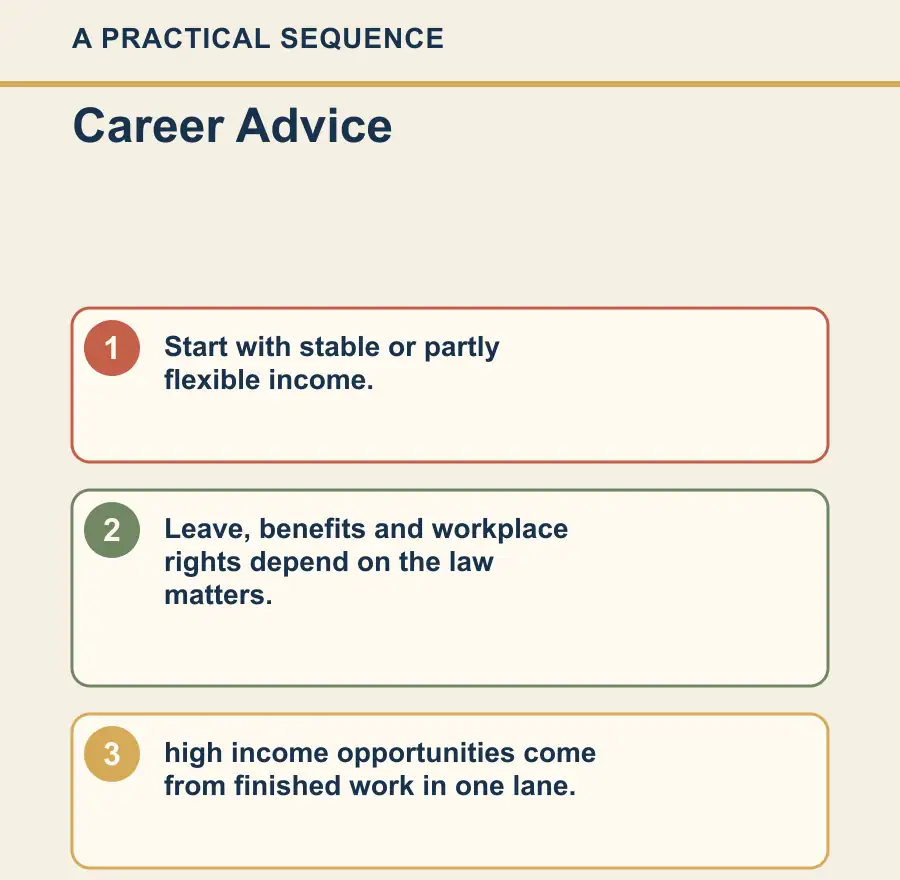 A PRACTICAL SEQUENCE
Career Advice
1
Start with stable or partly
flexible income.
2
Leave, benefits and workplace
rights depend on the law
matters.
3
high income opportunities come
from finished work in one lane.